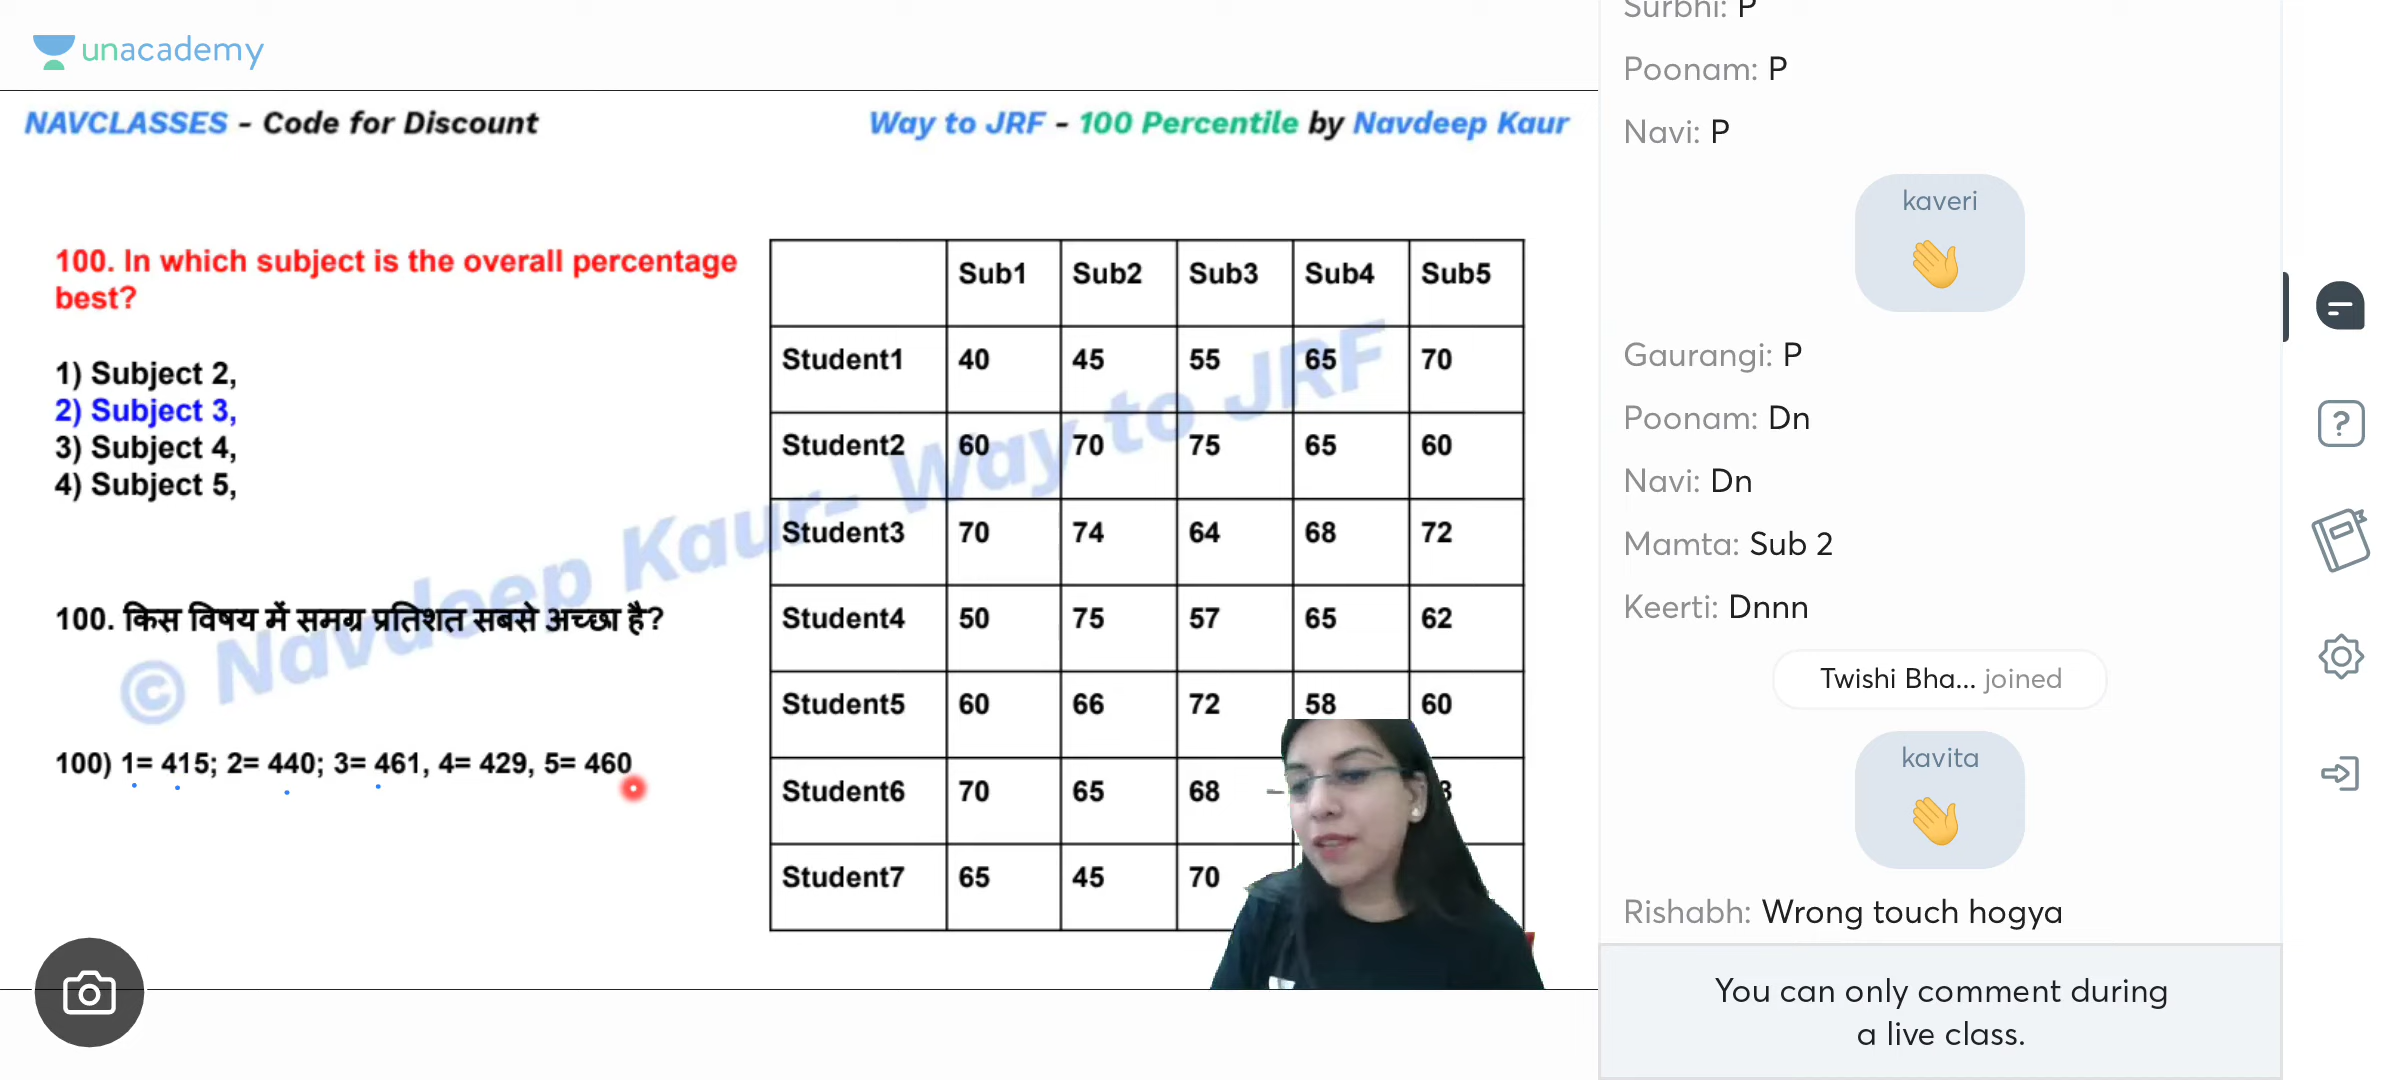 unacademy
NAVCLASSES - Code for Discount
Way to JRF - 100 Percentile by Navdeep Kaur
100. In which subject is the overall percentage
best?
1) Subject 2,
2) Subject 3,
3) Subject 4,
4) Subject 5,
100. किस विषय में समग्र प्रतिशत सबसे अच्छा है?
100) 1= 415; 2= 440; 3= 461, 4= 429, 5= 460
Sub1 Sub2 Sub3 Sub4 Sub5
Student1 40 45 55 65 70
Student2 60 70 75 65 60
Student3 70 74 64 68 72
Student4 50 75 57 65 62
Student5 60 66 72 58 60
Student6 70 65 68
Student7 65 45 70
© Navdeep Kaur- Way to JRF
Surbhi: P
Poonam: P
Navi: P
kaveri
Gaurangi: P
Poonam: Dn
Navi: Dn
Mamta: Sub 2
Keerti: Dnnn
Twishi Bha... joined
kavita
Rishabh: Wrong touch hogya
You can only comment during
a live class.